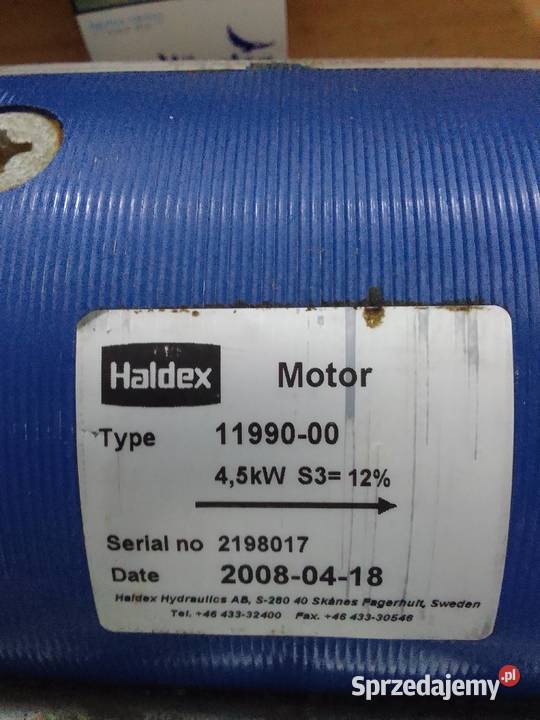 Haldex Motor
Type 11990-00
4,5kW S3= 12%
Serial no 2198017
Date 2008-04-18
Haldex Hydraulics AB, S-280 40 Skånes Fagerhult, Sweden
Tel. +46 433-32400 Fax. +46 433-30546
Sprzedajemy.pl